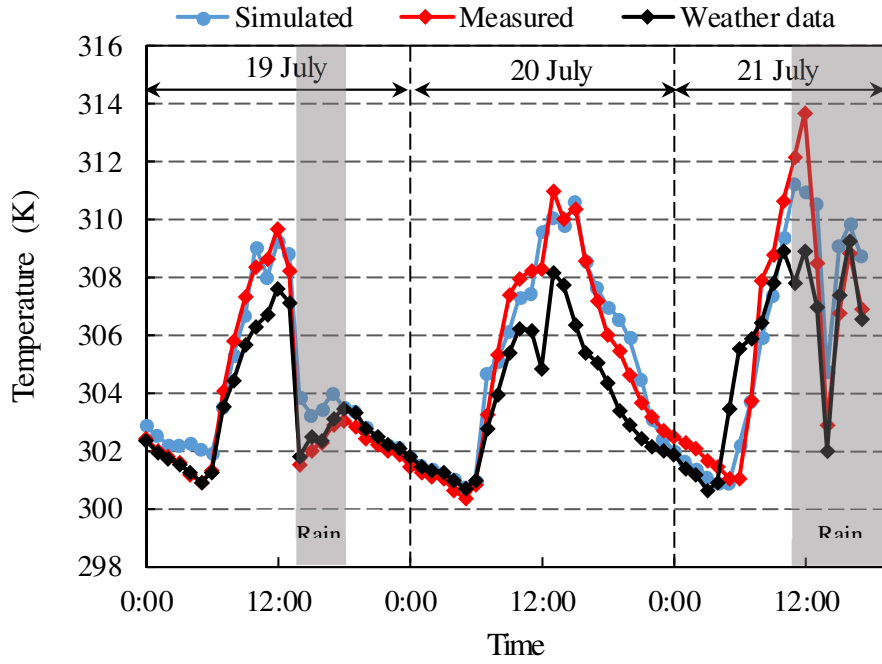 Simulated Measured Weather data
316
19 July 20 July 21 July
314
312
310
308
306
304
302
300
Rain Rain
298
0:00 12:00 0:00 12:00 0:00 12:00
Temperature (K)
Time